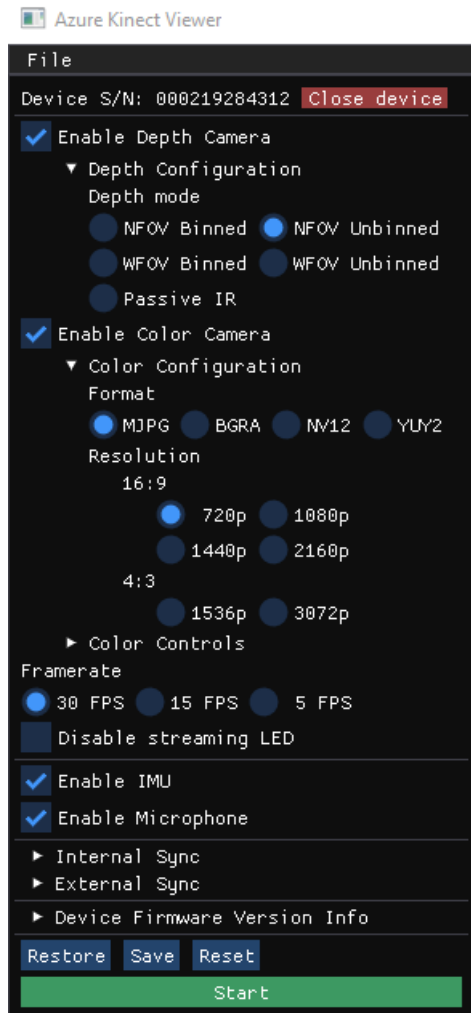 Azure Kinect Viewer
File
Device S/N: 000219284312 Close device
Enable Depth Camera
Depth Configuration
Depth mode
NFOV Binned NFOV Unbinned
WFOV Binned WFOV Unbinned
Passive IR
Enable Color Camera
Color Configuration
Format
MJPG BGRA NV12 YUY2
Resolution
16:9
720p 1080p
1440p 2160p
4:3
1536p 3072p
Color Controls
Framerate
30 FPS 15 FPS 5 FPS
Disable streaming LED
Enable IMU
Enable Microphone
Internal Sync
External Sync
Device Firmware Version Info
Restore Save Reset
Start